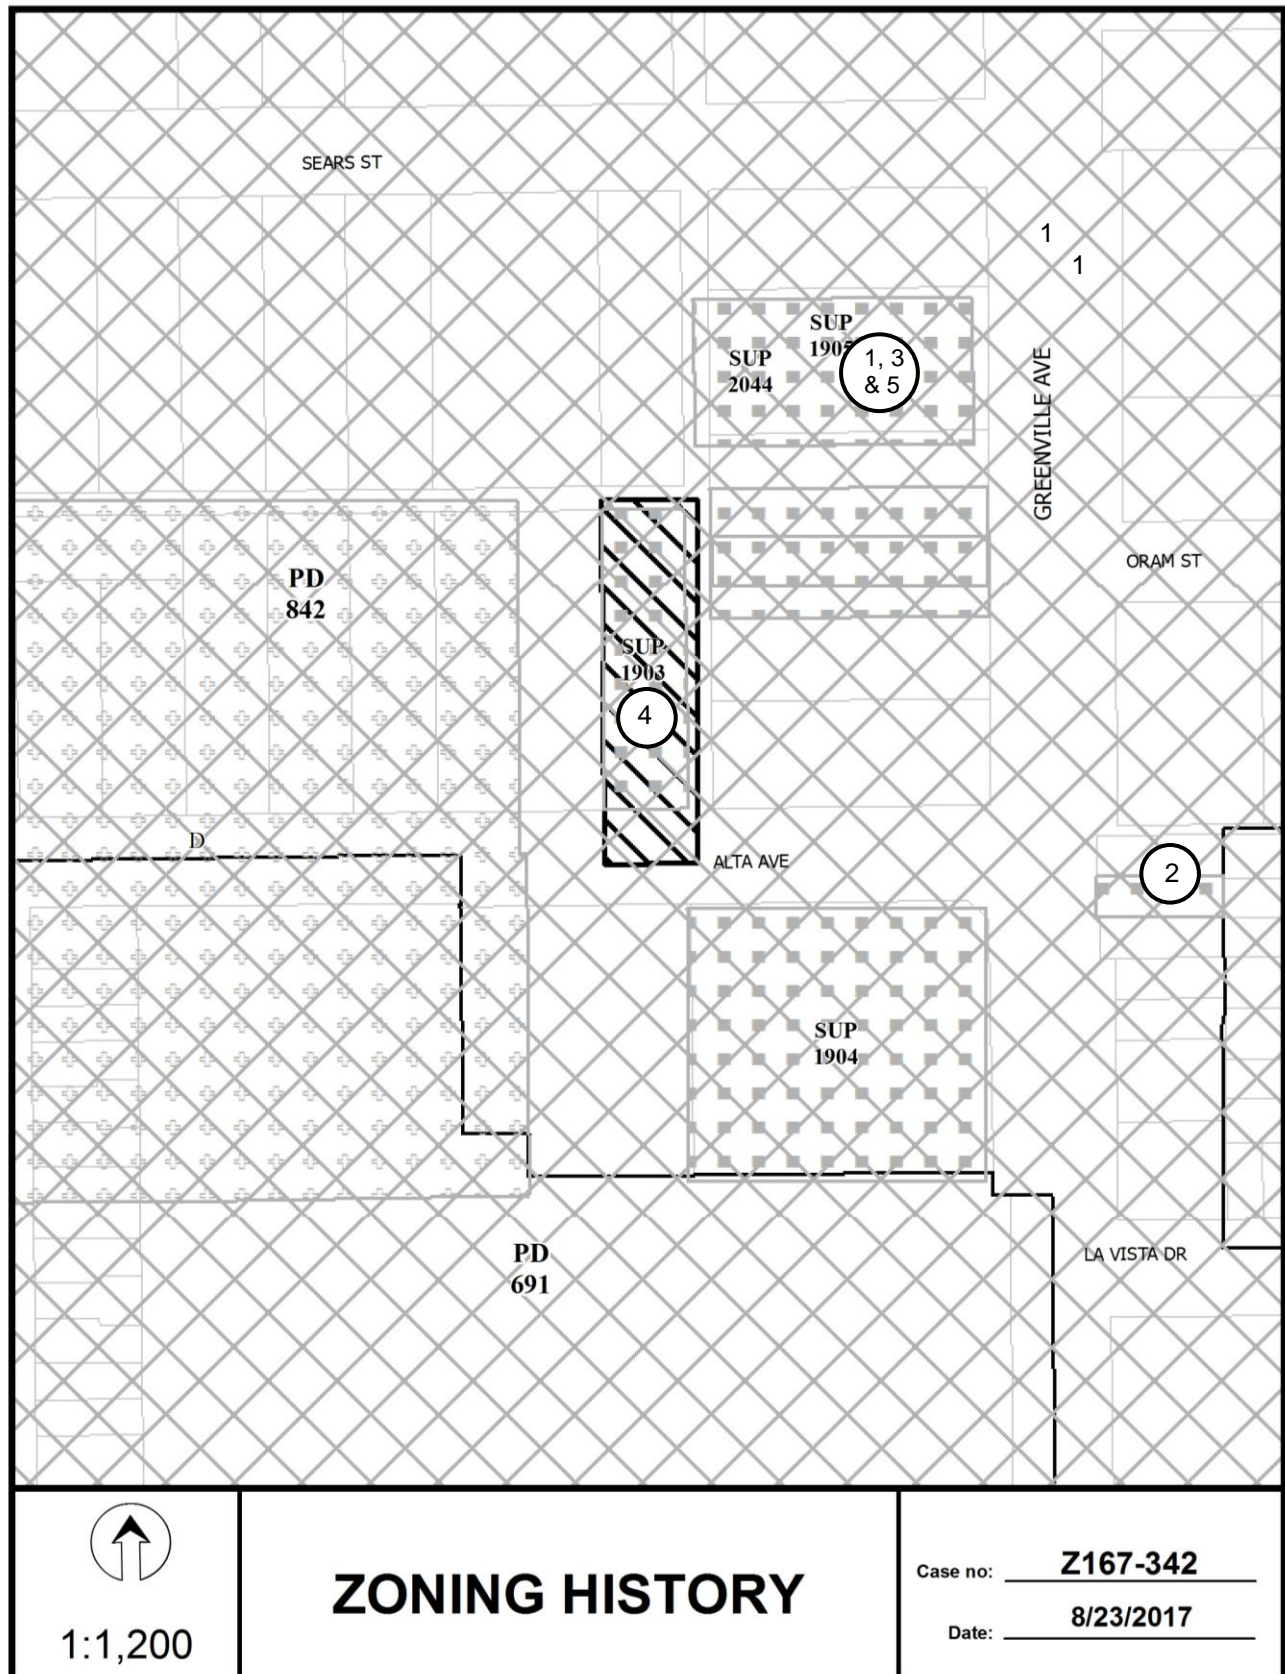 SEARS ST
1
1
SUP
1905
SUP
2044
1, 3
& 5
GREENVILLE AVE
ORAM ST
PD
842
SUP
1903
4
D
ALTA AVE
2
SUP
1904
PD
691
LA VISTA DR
1:1,200
ZONING HISTORY
Case no: Z167-342
Date: 8/23/2017